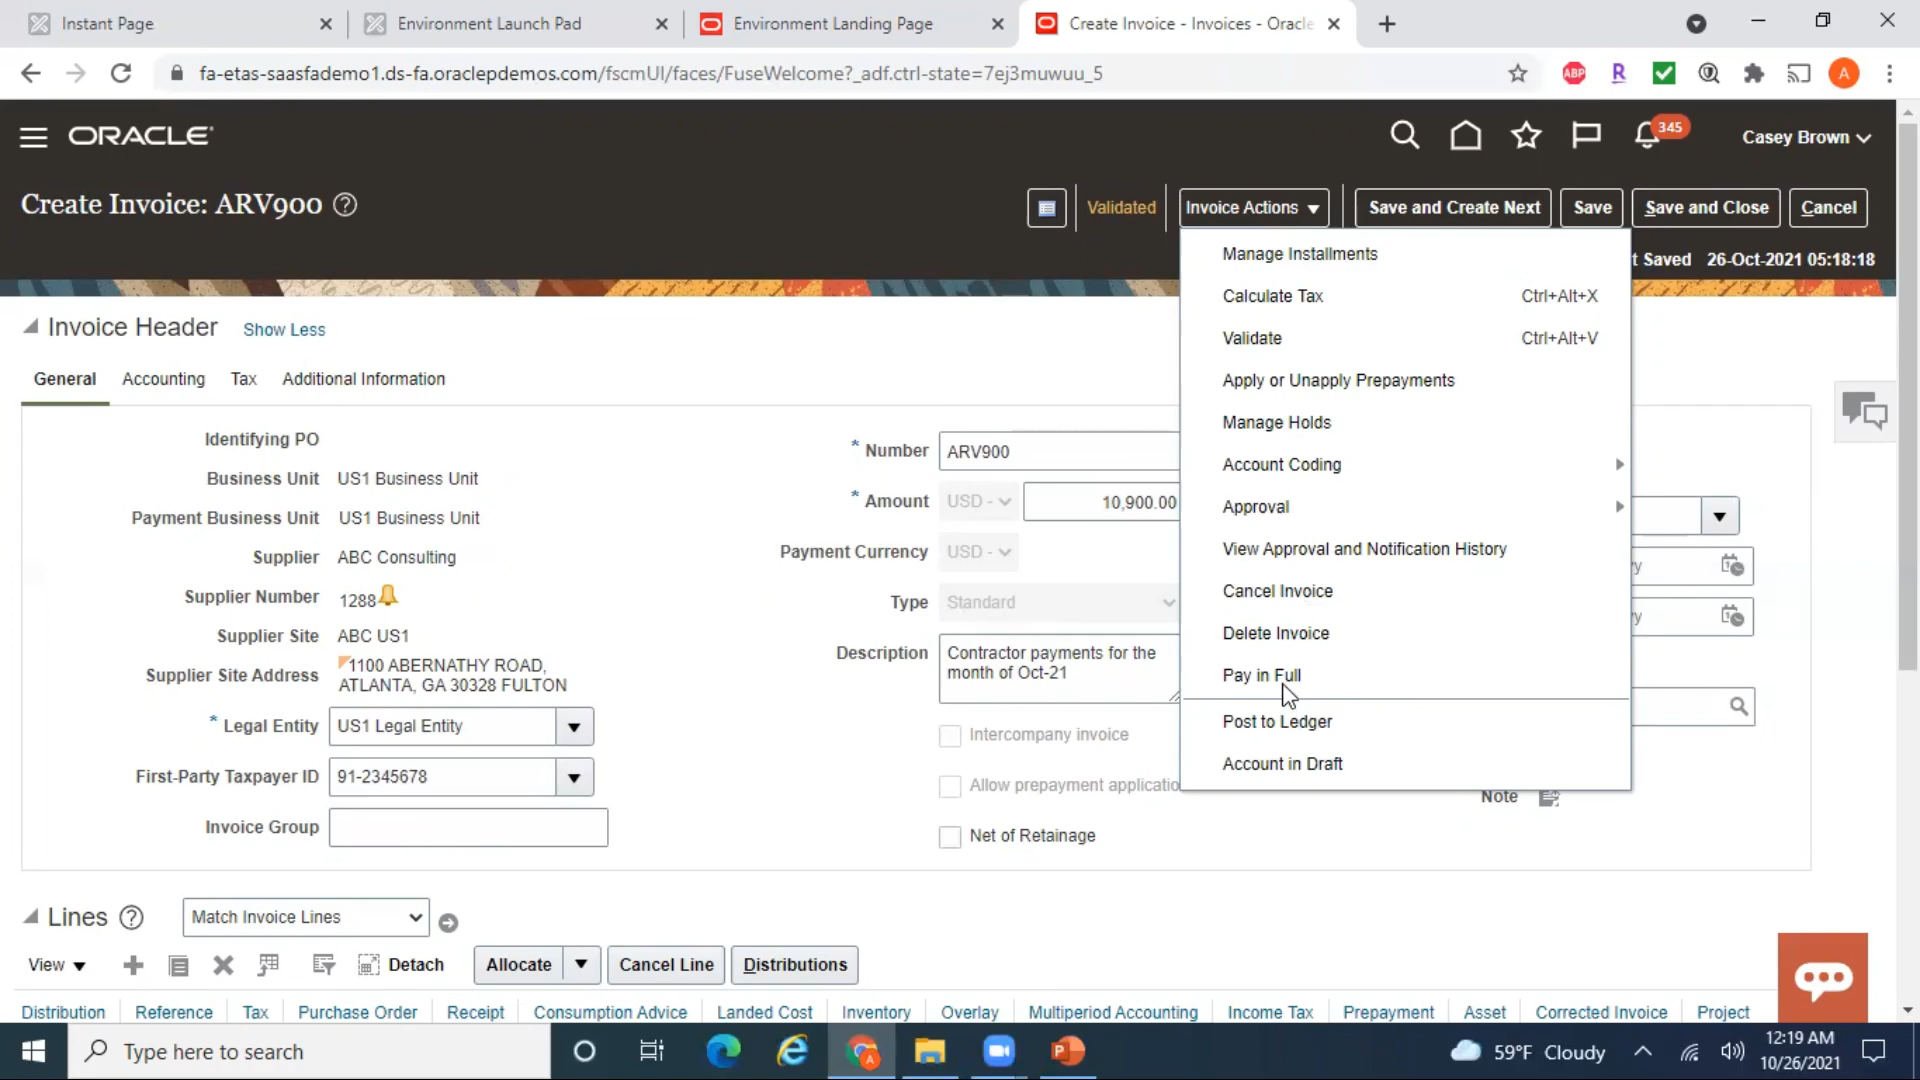 Instant Page
Environment Launch Pad
Environment Landing Page
Create Invoice - Invoices - Oracle
fa-etas-saasfademo1.ds-fa.oraclepdemos.com/fscmUI/faces/FuseWelcome?_adf.ctrl-state=7ej3muwuu_5
ABP
R
A
ORACLE
345
Casey Brown
Create Invoice: ARV900
Validated
Invoice Actions
Save and Create Next
Save
Save and Close
Cancel
t Saved 26-Oct-2021 05:18:18
Manage Installments
Calculate Tax Ctrl+Alt+X
Validate Ctrl+Alt+V
Apply or Unapply Prepayments
Manage Holds
Account Coding
Approval
View Approval and Notification History
Cancel Invoice
Delete Invoice
Pay in Full
Post to Ledger
Account in Draft
Invoice Header Show Less
General Accounting Tax Additional Information
Identifying PO
Business Unit US1 Business Unit
Payment Business Unit US1 Business Unit
Supplier ABC Consulting
Supplier Number 1288
Supplier Site ABC US1
Supplier Site Address 1100 ABERNATHY ROAD,
ATLANTA, GA 30328 FULTON
* Legal Entity US1 Legal Entity
First-Party Taxpayer ID 91-2345678
Invoice Group
* Number ARV900
* Amount USD - 10,900.00
Payment Currency USD -
Type Standard
Description Contractor payments for the
month of Oct-21
Intercompany invoice
Allow prepayment applicatio
Net of Retainage
y
y
Note
Lines Match Invoice Lines
View Detach Allocate Cancel Line Distributions
Distribution Reference Tax Purchase Order Receipt Consumption Advice Landed Cost Inventory Overlay Multiperiod Accounting Income Tax Prepayment Asset Corrected Invoice Project
Type here to search
A
59°F Cloudy
12:19 AM
10/26/2021